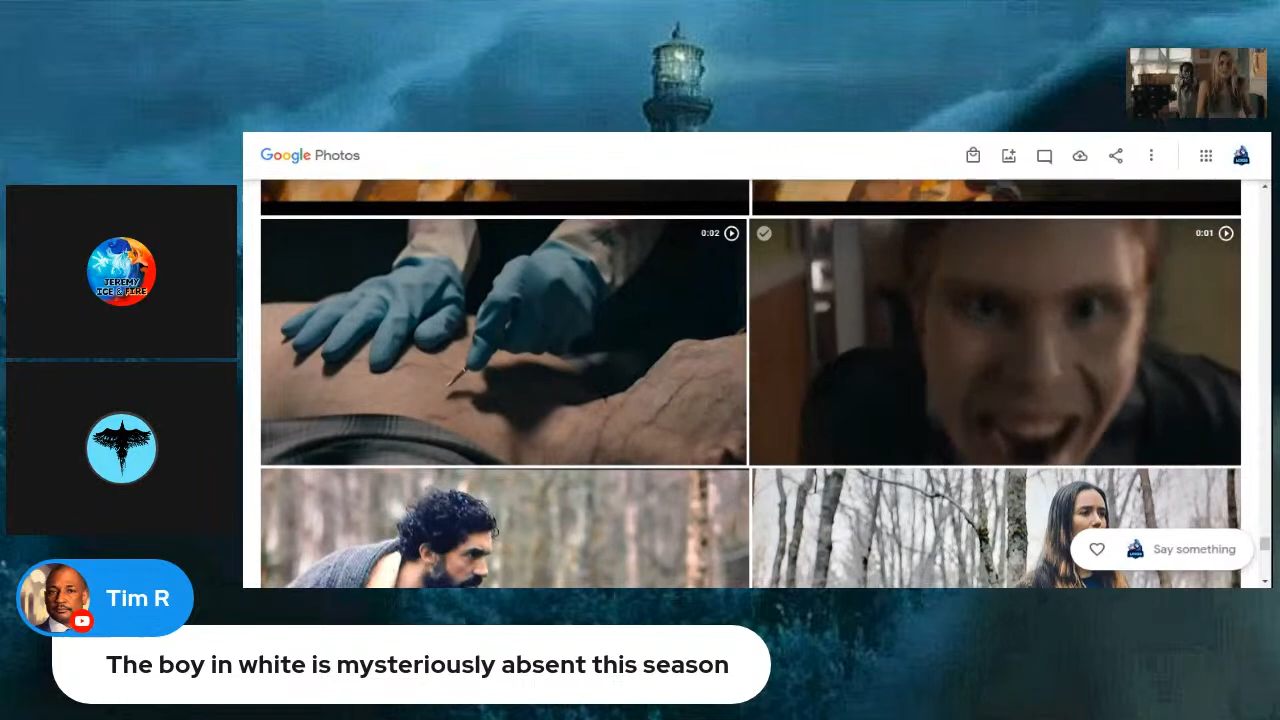 Google Photos
0:02
0:01
JEREMY
ICE & FIRE
Say something
Tim R
The boy in white is mysteriously absent this season